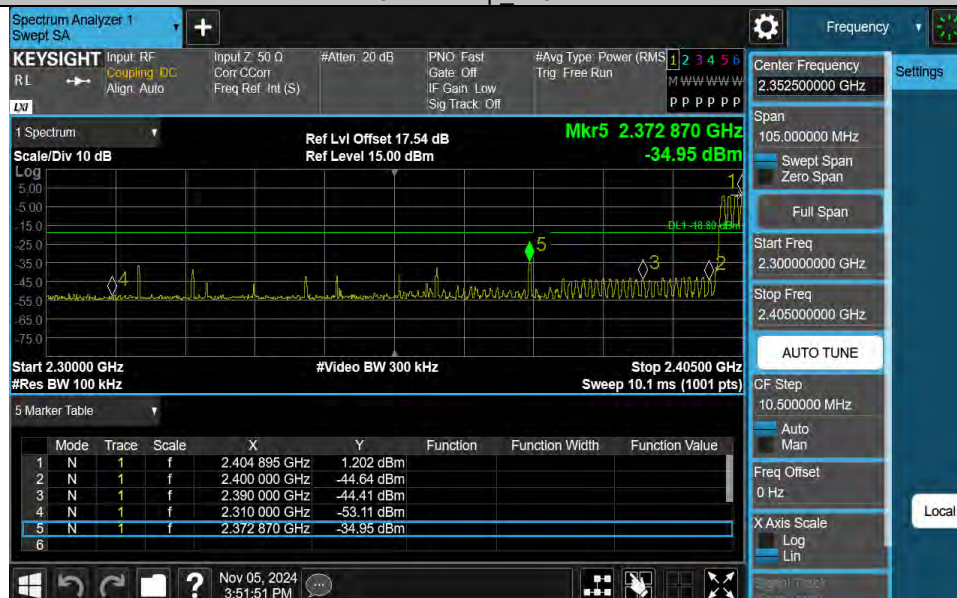 Spectrum Analyzer 1
Swept SA
+
Frequency
KEYSIGHT
RL
LXI
Input: RF
Coupling: DC
Align: Auto
Input Z: 50 Ω
Corr CCorr
Freq Ref: Int (S)
#Atten: 20 dB
PNO: Fast
Gate: Off
IF Gain: Low
Sig Track: Off
#Avg Type: Power (RMS
Trig: Free Run
1 2 3 4 5 6
M W W W W W
P P P P P P
1 Spectrum
Scale/Div 10 dB
Ref Lvl Offset 17.54 dB
Ref Level 15.00 dBm
Mkr5 2.372 870 GHz
-34.95 dBm
Log
5.00
-5.00
-15.0
-25.0
-35.0
-45.0
-55.0
-65.0
-75.0
DL1 -18.80 dBm
1
2
3
4
5
Start 2.30000 GHz
#Res BW 100 kHz
#Video BW 300 kHz
Stop 2.40500 GHz
Sweep 10.1 ms (1001 pts)
5 Marker Table
Mode Trace Scale X Y Function Function Width Function Value
1 N 1 f 2.404 895 GHz 1.202 dBm
2 N 1 f 2.400 000 GHz -44.64 dBm
3 N 1 f 2.390 000 GHz -44.41 dBm
4 N 1 f 2.310 000 GHz -53.11 dBm
5 N 1 f 2.372 870 GHz -34.95 dBm
6
?
Nov 05, 2024
3:51:51 PM
Center Frequency
2.352500000 GHz
Span
105.000000 MHz
Swept Span
Zero Span
Full Span
Start Freq
2.300000000 GHz
Stop Freq
2.405000000 GHz
AUTO TUNE
CF Step
10.500000 MHz
Auto
Man
Freq Offset
0 Hz
X Axis Scale
Log
Lin
Signal Track
Settings
Local